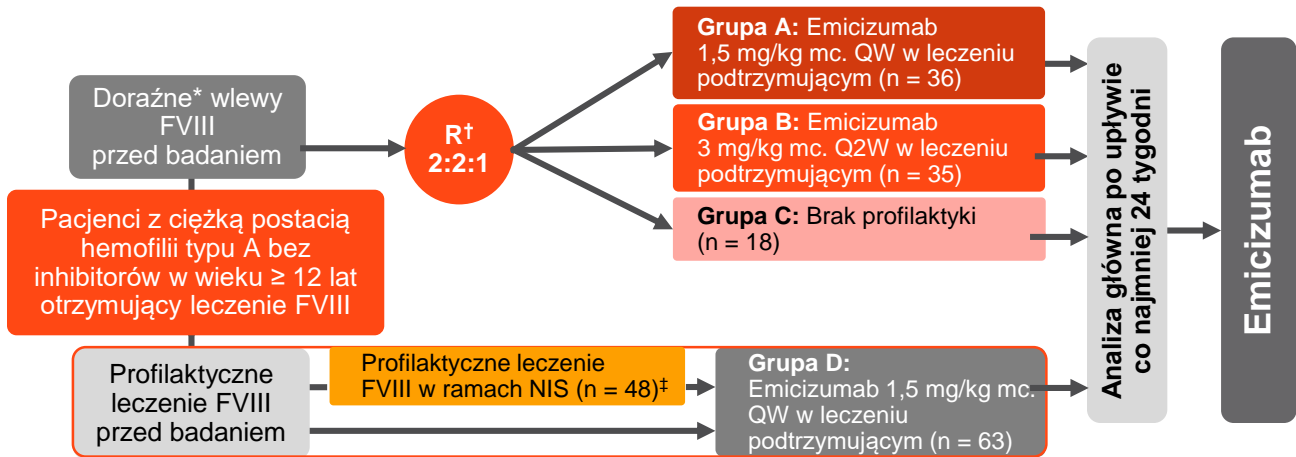 Doraźne* wlewy
FVIII
przed badaniem
Pacjenci z ciężką postacią
hemofilii typu A bez
inhibitorów w wieku ≥ 12 lat
otrzymujący leczenie FVIII
Profilaktyczne
leczenie FVIII
przed badaniem
R†
2:2:1
Profilaktyczne leczenie
FVIII w ramach NIS (n = 48)‡
Grupa A: Emicizumab
1,5 mg/kg mc. QW w leczeniu
podtrzymującym (n = 36)
Grupa B: Emicizumab
3 mg/kg mc. Q2W w leczeniu
podtrzymującym (n = 35)
Grupa C: Brak profilaktyki
(n = 18)
Grupa D:
Emicizumab 1,5 mg/kg mc.
QW w leczeniu
podtrzymującym (n = 63)
Analiza główna po upływie
co najmniej 24 tygodni
Emicizumab